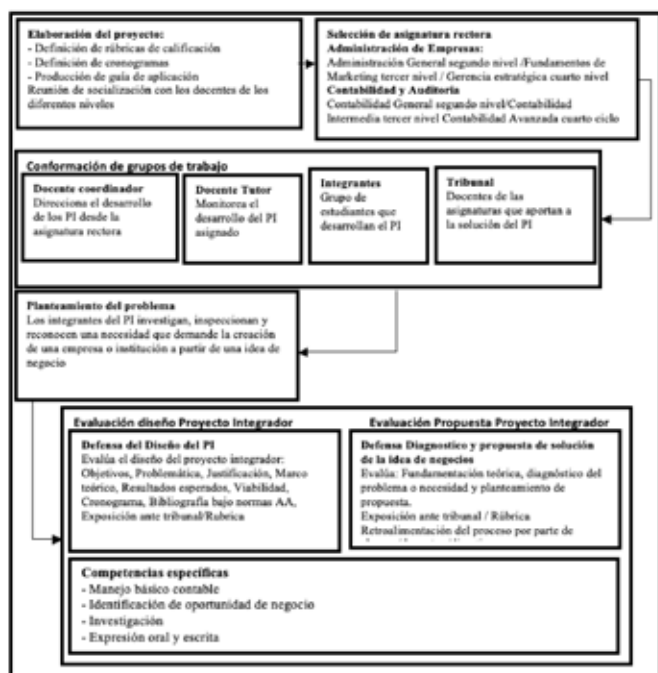 Elaboración del proyecto:
- Definición de rúbricas de calificación
- Definición de cronogramas
- Producción de guía de aplicación
Reunión de socialización con los docentes de los
diferentes niveles
Selección de asignatura rectora
Administración de Empresas:
Administración General segundo nivel /Fundamentos de
Marketing tercer nivel / Gerencia estratégica cuarto nivel
Contabilidad y Auditoría
Contabilidad General segundo nivel/Contabilidad
Intermedia tercer nivel Contabilidad Avanzada cuarto ciclo
Conformación de grupos de trabajo
Docente coordinador
Direcciona el desarrollo
de los PI desde la
asignatura rectora
Docente Tutor
Monitorea el
desarrollo del PI
asignado
Integrantes
Grupo de
estudiantes que
desarrollan el PI
Tribunal
Docentes de las
asignaturas que aportan a
la solución del PI
Planteamiento del problema
Los integrantes del PI investigan, inspeccionan y
reconocen una necesidad que demande la creación
de una empresa o institución a partir de una idea de
negocio
Evaluación diseño Proyecto Integrador
Defensa del Diseño del PI
Evalúa el diseño del proyecto integrador:
Objetivos, Problemática, Justificación, Marco
teórico, Resultados esperados, Viabilidad,
Cronograma, Bibliografía bajo normas AA,
Exposición ante tribunal/Rubrica
Evaluación Propuesta Proyecto Integrador
Defensa Diagnostico y propuesta de solución
de la idea de negocios
Evalúa: Fundamentación teórica, diagnóstico del
problema o necesidad y planteamiento de
propuesta.
Exposición ante tribunal / Rúbrica
Retroalimentación del proceso por parte de
Competencias específicas
- Manejo básico contable
- Identificación de oportunidad de negocio
- Investigación
- Expresión oral y escrita